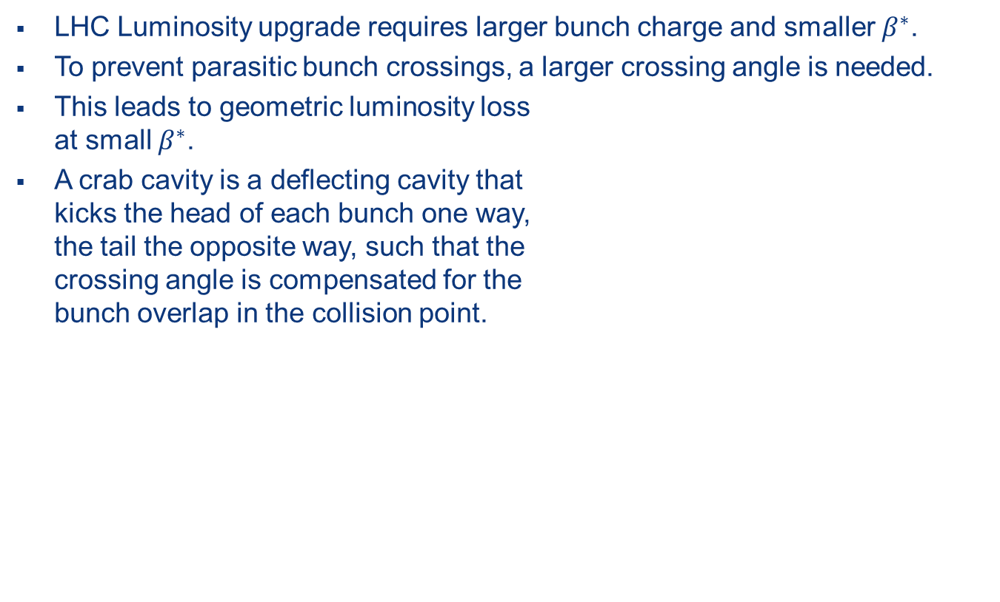 ▪ LHC Luminosity upgrade requires larger bunch charge and smaller β*.
▪ To prevent parasitic bunch crossings, a larger crossing angle is needed.
▪ This leads to geometric luminosity loss
at small β*.
▪ A crab cavity is a deflecting cavity that
kicks the head of each bunch one way,
the tail the opposite way, such that the
crossing angle is compensated for the
bunch overlap in the collision point.